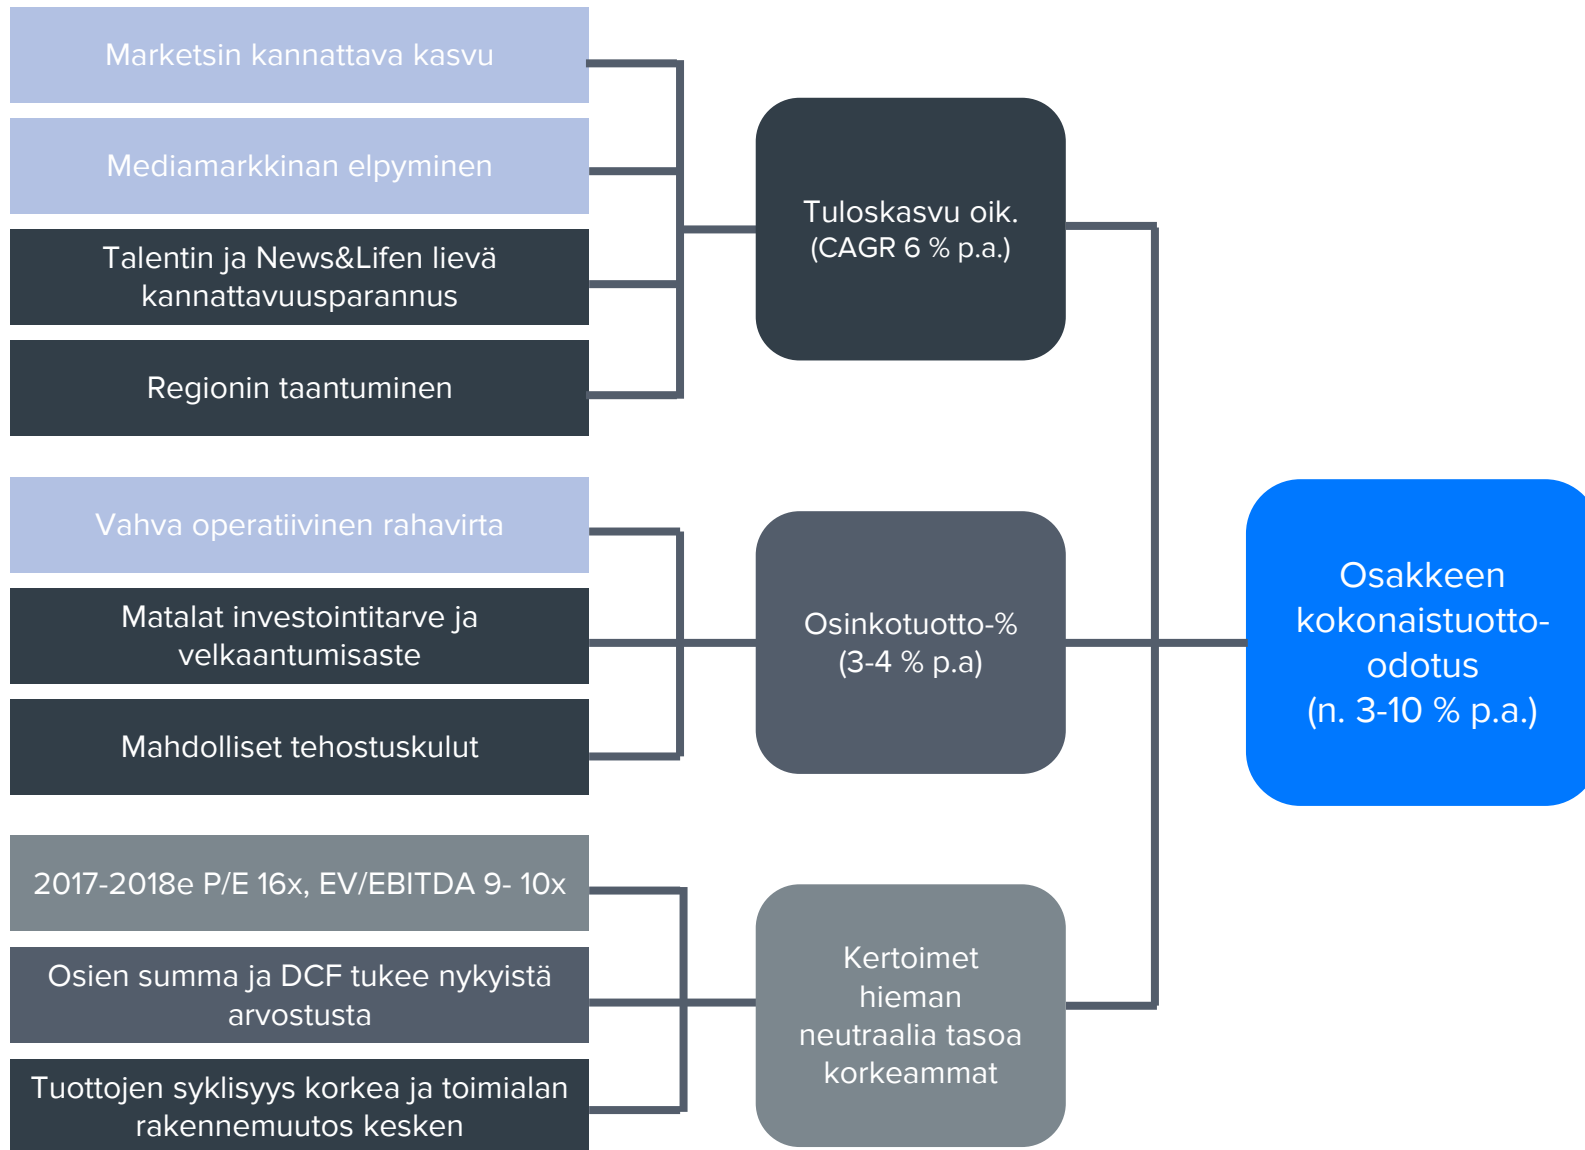 Marketsin kannattava kasvu
Mediamarkkinan elpyminen
Talentin ja News&Lifen lievä
kannattavuusparannus
Regionin taantuminen
Tuloskasvu oik.
(CAGR 6 % p.a.)
Vahva operatiivinen rahavirta
Matalat investointitarve ja
velkaantumisaste
Mahdolliset tehostuskulut
Osinkotuotto-%
(3-4 % p.a)
2017-2018e P/E 16x, EV/EBITDA 9- 10x
Osien summa ja DCF tukee nykyistä
arvostusta
Tuottojen syklisyys korkea ja toimialan
rakennemuutos kesken
Kertoimet
hieman
neutraalia tasoa
korkeammat
Osakkeen
kokonaistuotto-
odotus
(n. 3-10 % p.a.)